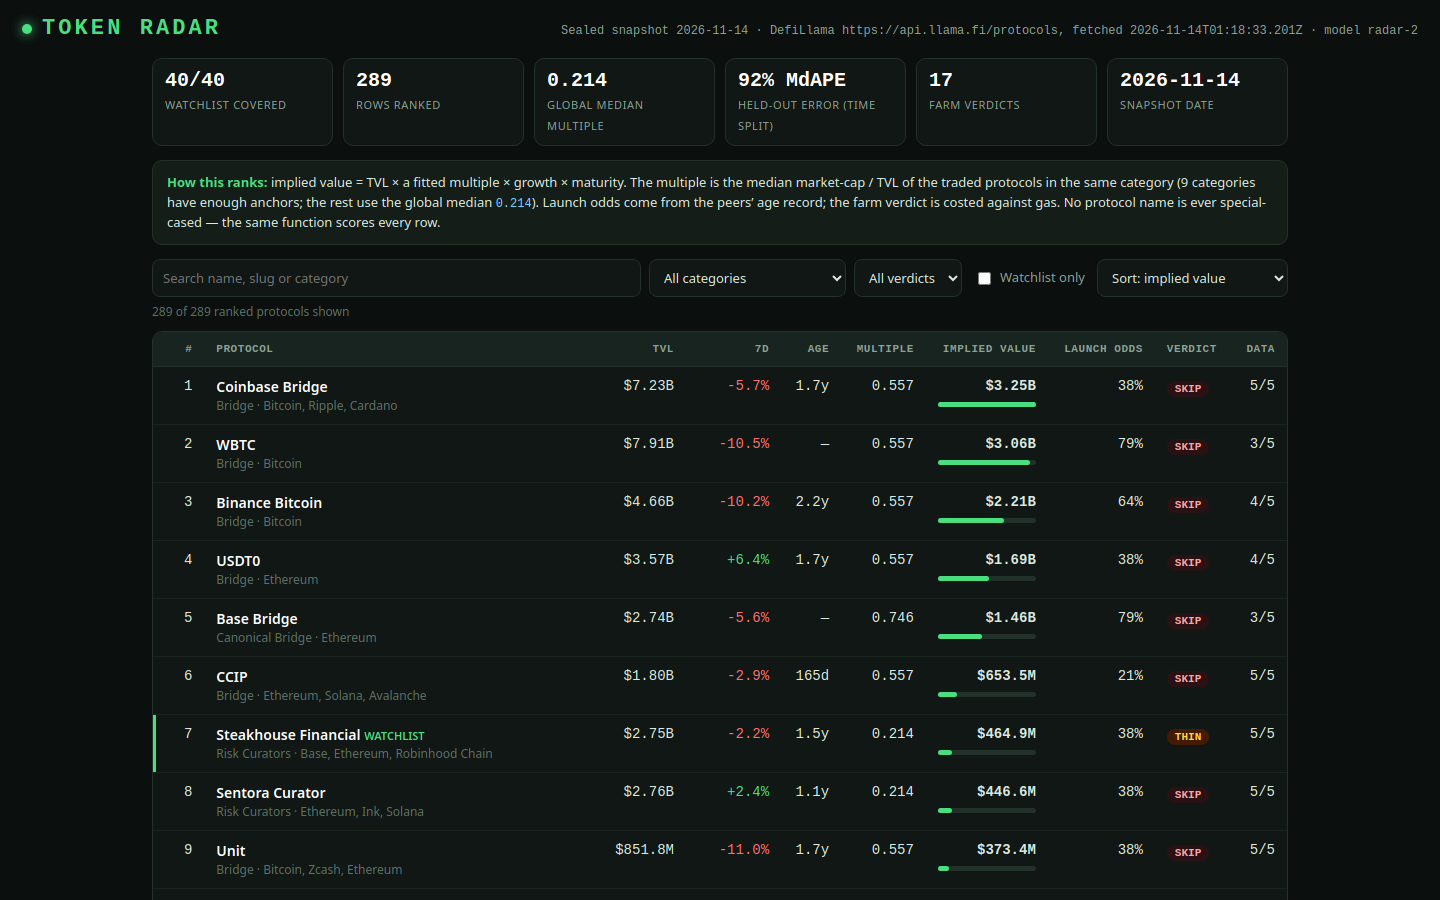 TOKEN RADAR
Sealed snapshot 2026-11-14 · DefiLlama https://api.llama.fi/protocols, fetched 2026-11-14T01:18:33.201Z · model radar-2
40/40
WATCHLIST COVERED
289
ROWS RANKED
0.214
GLOBAL MEDIAN
MULTIPLE
92% MdAPE
HELD-OUT ERROR (TIME
SPLIT)
17
FARM VERDICTS
2026-11-14
SNAPSHOT DATE
How this ranks: implied value = TVL × a fitted multiple × growth × maturity. The multiple is the median market-cap / TVL of the traded protocols in the same category (9 categories
have enough anchors; the rest use the global median 0.214). Launch odds come from the peers’ age record; the farm verdict is costed against gas. No protocol name is ever special-
cased — the same function scores every row.
Search name, slug or category
All categories
All verdicts
Watchlist only
Sort: implied value
289 of 289 ranked protocols shown
# PROTOCOL TVL 7D AGE MULTIPLE IMPLIED VALUE LAUNCH ODDS VERDICT DATA
1 Coinbase Bridge $7.23B -5.7% 1.7y 0.557 $3.25B 38% SKIP 5/5
Bridge · Bitcoin, Ripple, Cardano
2 WBTC $7.91B -10.5% — 0.557 $3.06B 79% SKIP 3/5
Bridge · Bitcoin
3 Binance Bitcoin $4.66B -10.2% 2.2y 0.557 $2.21B 64% SKIP 4/5
Bridge · Bitcoin
4 USDT0 $3.57B +6.4% 1.7y 0.557 $1.69B 38% SKIP 4/5
Bridge · Ethereum
5 Base Bridge $2.74B -5.6% — 0.746 $1.46B 79% SKIP 3/5
Canonical Bridge · Ethereum
6 CCIP $1.80B -2.9% 165d 0.557 $653.5M 21% SKIP 5/5
Bridge · Ethereum, Solana, Avalanche
7 Steakhouse Financial WATCHLIST $2.75B -2.2% 1.5y 0.214 $464.9M 38% THIN 5/5
Risk Curators · Base, Ethereum, Robinhood Chain
8 Sentora Curator $2.76B +2.4% 1.1y 0.214 $446.6M 38% SKIP 5/5
Risk Curators · Ethereum, Ink, Solana
9 Unit $851.8M -11.0% 1.7y 0.557 $373.4M 38% SKIP 5/5
Bridge · Bitcoin, Zcash, Ethereum